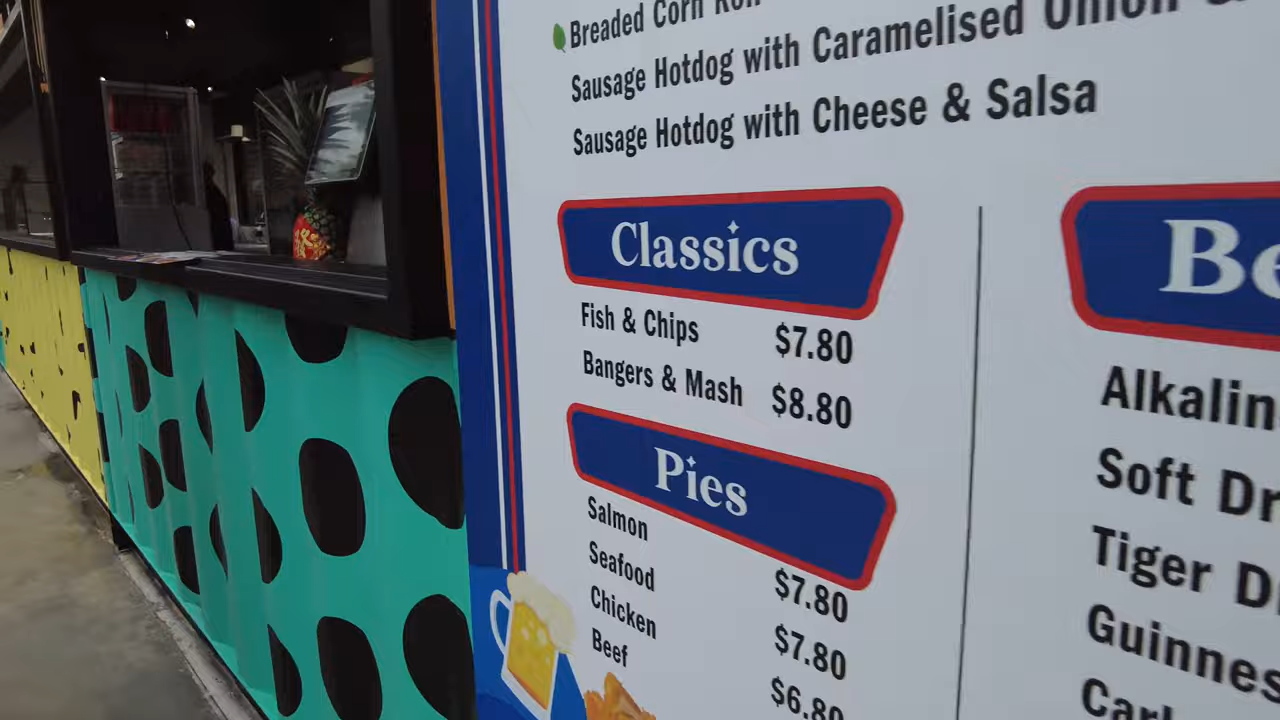 Breaded Corn
Sausage Hotdog with Caramelised Onion &
Sausage Hotdog with Cheese & Salsa
Classics
Fish & Chips $7.80
Bangers & Mash $8.80
Pies
Salmon $7.80
Seafood $7.80
Chicken $6.80
Beef
Be
Alkalin
Soft Dr
Tiger D
Guinnes
Carl